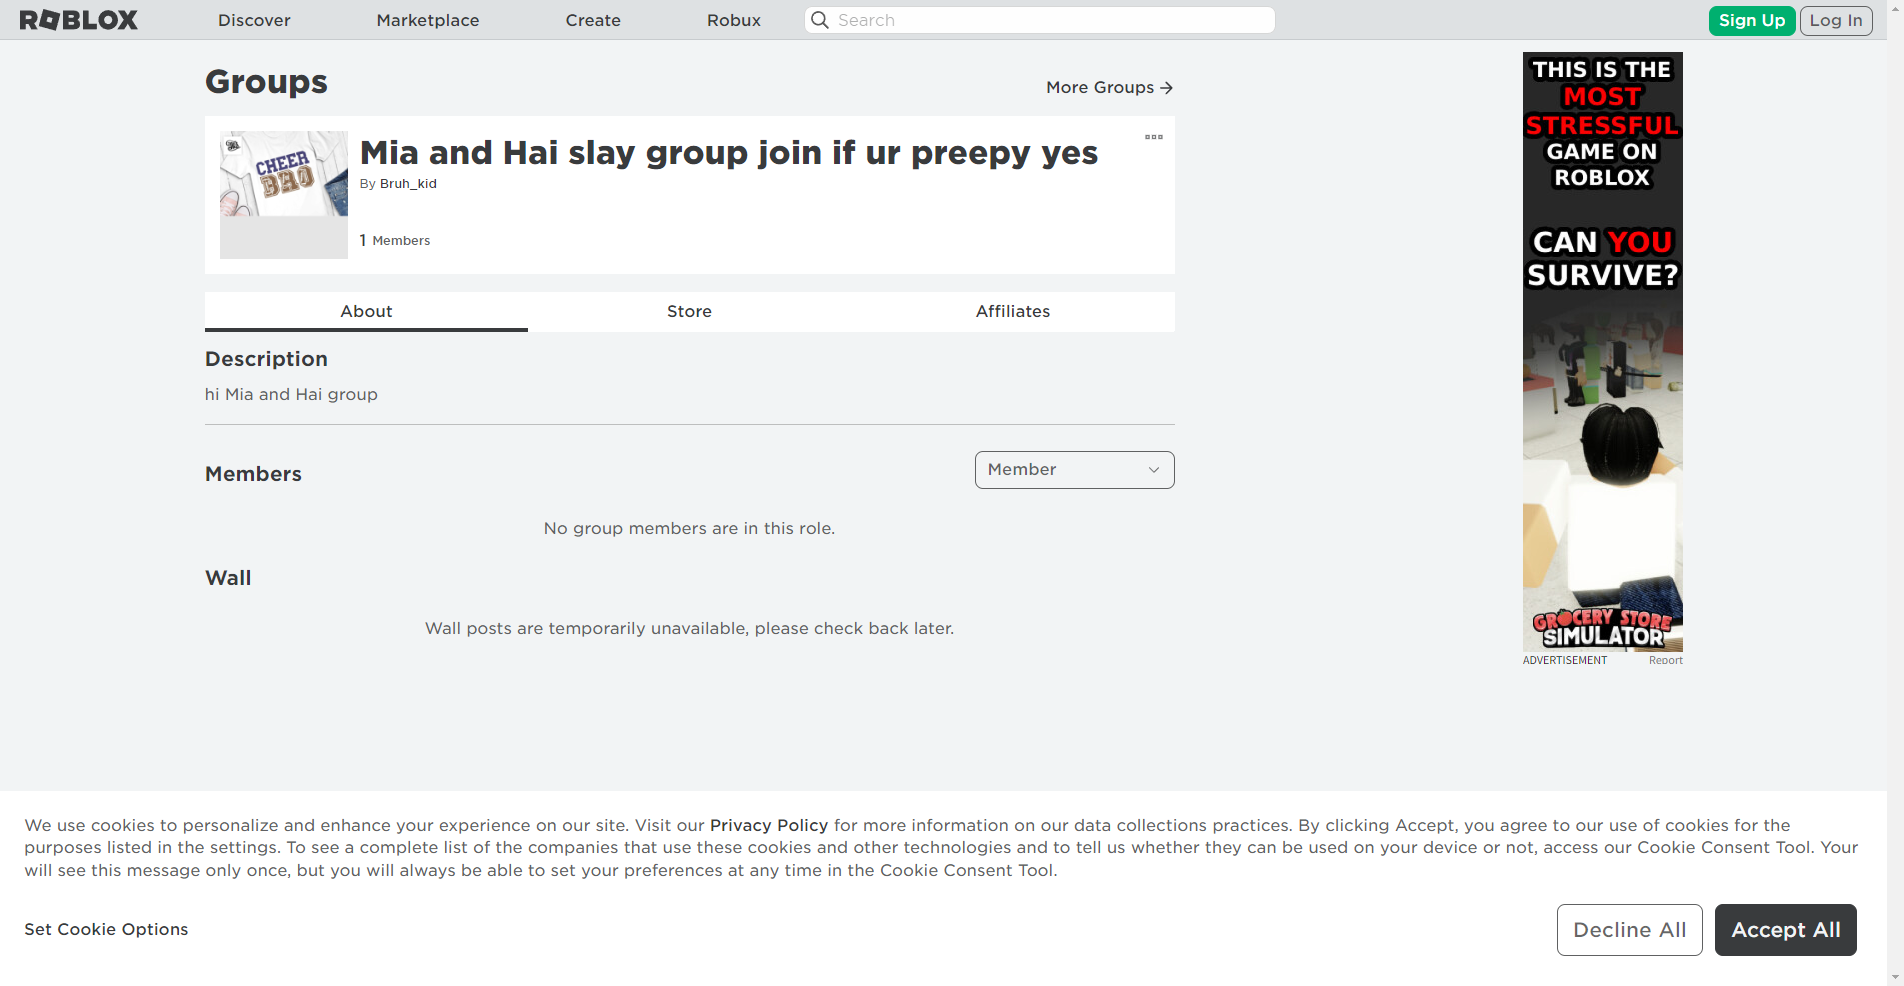 ROBLOX
Discover
Marketplace
Create
Robux
Search
Sign Up
Log In
Groups
More Groups
CHEER
BAO
Mia and Hai slay group join if ur preepy yes
By Bruh_kid
1 Members
About
Store
Affiliates
Description
hi Mia and Hai group
Members
Member
No group members are in this role.
Wall
Wall posts are temporarily unavailable, please check back later.
THIS IS THE
MOST
STRESSFUL
GAME ON
ROBLOX
CAN YOU
SURVIVE?
GROCERY STORE
SIMULATOR
ADVERTISEMENT
Report
We use cookies to personalize and enhance your experience on our site. Visit our Privacy Policy for more information on our data collections practices. By clicking Accept, you agree to our use of cookies for the
purposes listed in the settings. To see a complete list of the companies that use these cookies and other technologies and to tell us whether they can be used on your device or not, access our Cookie Consent Tool. Your
will see this message only once, but you will always be able to set your preferences at any time in the Cookie Consent Tool.
Set Cookie Options
Decline All
Accept All